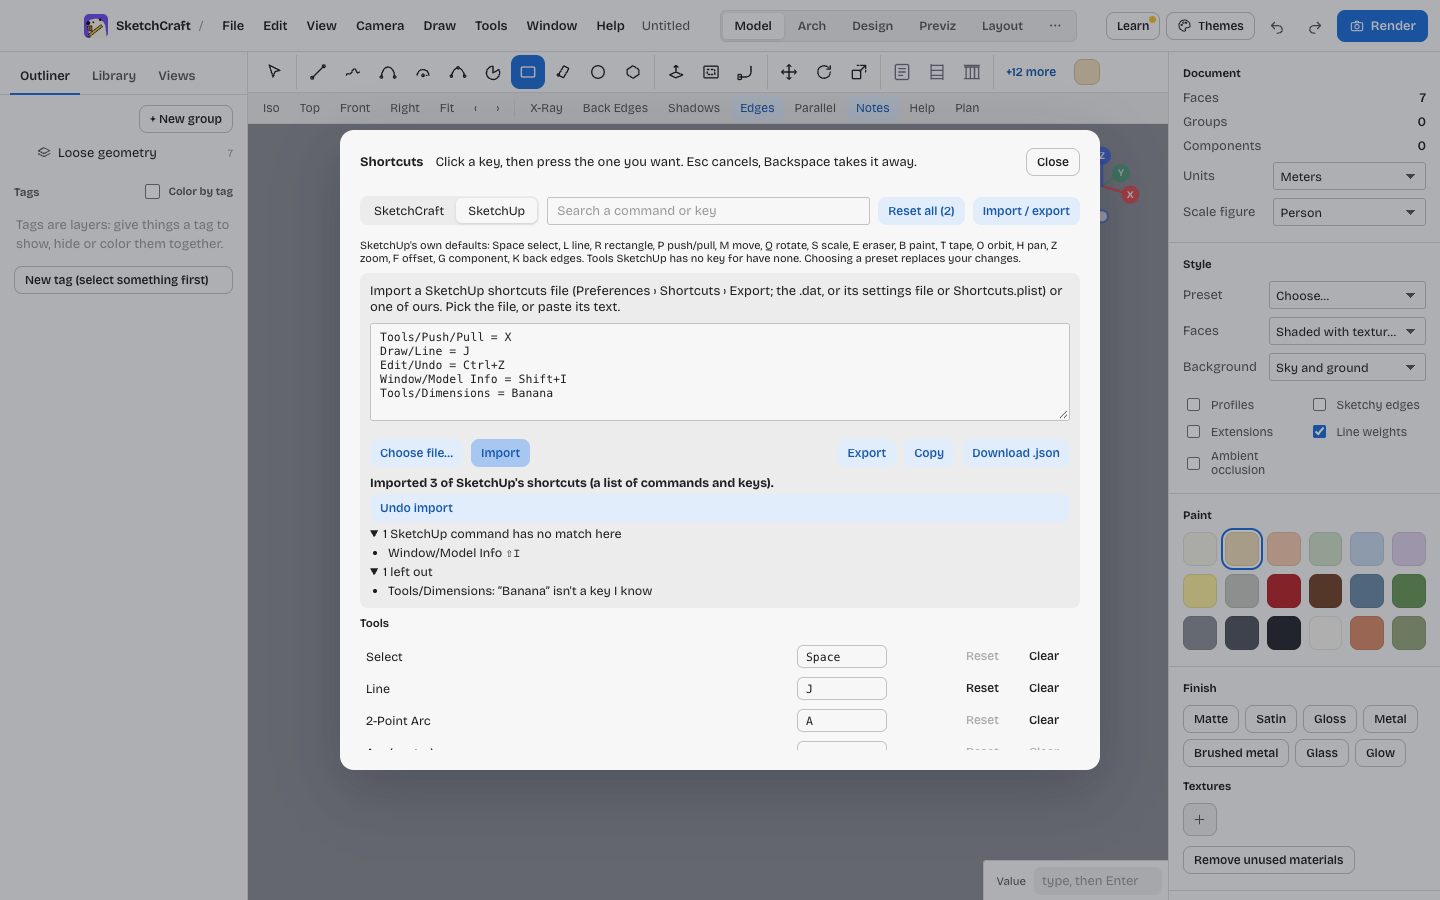 SketchCraft / File Edit View Camera Draw Tools Window Help Untitled Model Arch Design Previz Layout ··· Learn Themes Render
Outliner Library Views
+ New group
Loose geometry 7
Tags Color by tag
Tags are layers: give things a tag to
show, hide or color them together.
New tag (select something first)
+12 more
Iso Top Front Right Fit ‹ › X-Ray Back Edges Shadows Edges Parallel Notes Help Plan
Z
Y
X
Shortcuts Click a key, then press the one you want. Esc cancels, Backspace takes it away. Close
SketchCraft SketchUp Search a command or key Reset all (2) Import / export
SketchUp's own defaults: Space select, L line, R rectangle, P push/pull, M move, Q rotate, S scale, E eraser, B paint, T tape, O orbit, H pan, Z
zoom, F offset, G component, K back edges. Tools SketchUp has no key for have none. Choosing a preset replaces your changes.
Import a SketchUp shortcuts file (Preferences › Shortcuts › Export; the .dat, or its settings file or Shortcuts.plist) or
one of ours. Pick the file, or paste its text.
Tools/Push/Pull = X
Draw/Line = J
Edit/Undo = Ctrl+Z
Window/Model Info = Shift+I
Tools/Dimensions = Banana
Choose file... Import Export Copy Download .json
Imported 3 of SketchUp's shortcuts (a list of commands and keys).
Undo import
▼ 1 SketchUp command has no match here
• Window/Model Info ⇧I
▼ 1 left out
• Tools/Dimensions: “Banana” isn't a key I know
Tools
Select Space Reset Clear
Line J Reset Clear
2-Point Arc A Reset Clear
Value type, then Enter
Document
Faces 7
Groups 0
Components 0
Units Meters
Scale figure Person
Style
Preset Choose...
Faces Shaded with textur...
Background Sky and ground
Profiles Sketchy edges
Extensions Line weights
Ambient
occlusion
Paint
Finish
Matte Satin Gloss Metal
Brushed metal Glass Glow
Textures
+
Remove unused materials